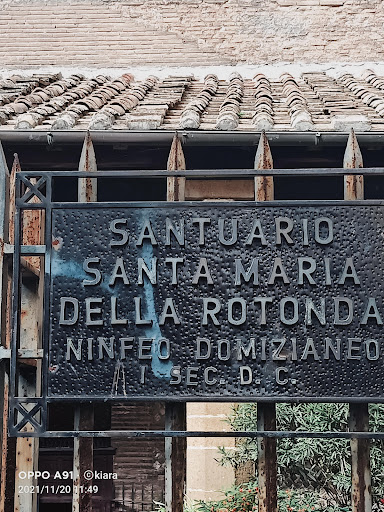 SANTUARIO
SANTA MARIA
DELLA ROTONDA
NINFEO DOMIZIANEO
I SEC. D. C.
OPPO A91 ©kiara
2021/11/20 11:49